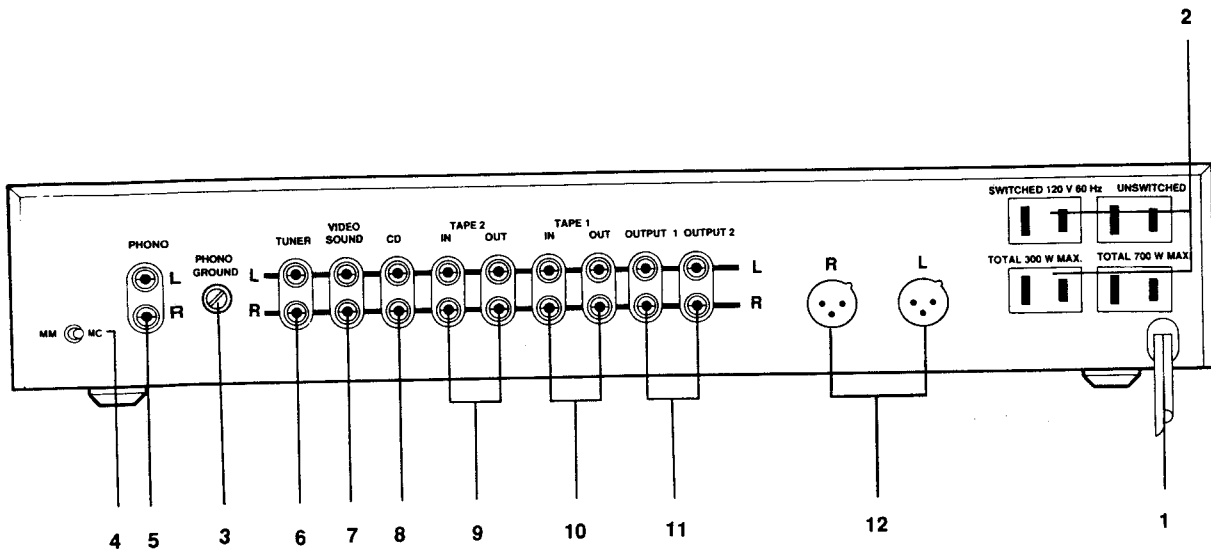 2
SWITCHED 120 V 60 Hz UNSWITCHED
TOTAL 300 W MAX. TOTAL 700 W MAX.
PHONO
L
R
PHONO
GROUND
MM MC
TUNER
VIDEO
SOUND
CD
TAPE 2
IN OUT
TAPE 1
IN OUT
OUTPUT 1 OUTPUT 2
L L
R R
R L
4 5 3 6 7 8 9 10 11 12 1